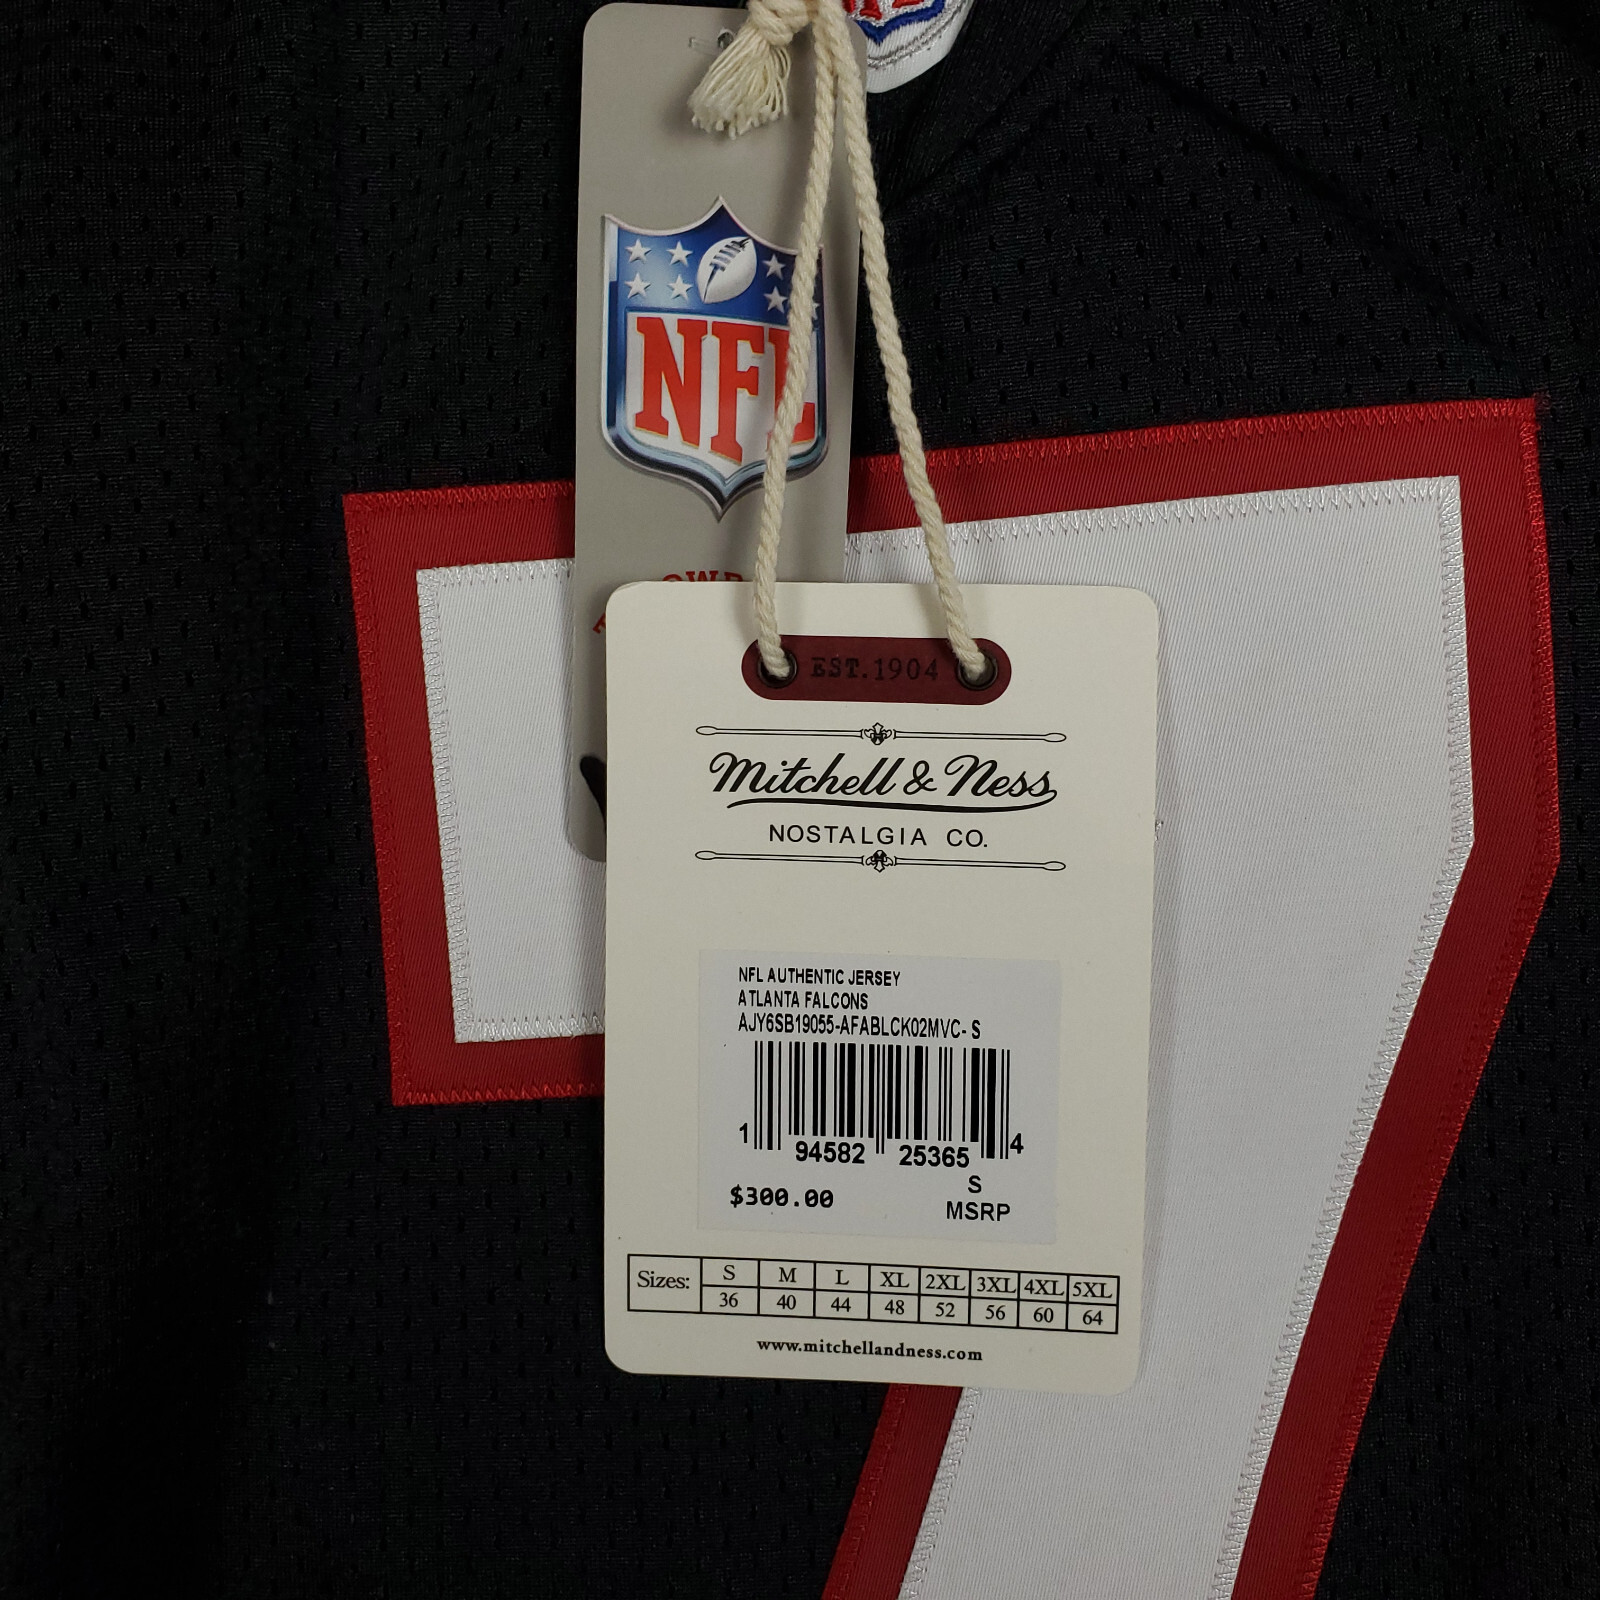 NFL
EST. 1904
Mitchell & Ness
NOSTALGIA CO.
NFL AUTHENTIC JERSEY
ATLANTA FALCONS
AJY6SB19055-AFABLCK02MVC- S
1 94582 25365 4
S
$300.00 MSRP
Sizes: S M L XL 2XL 3XL 4XL 5XL
36 40 44 48 52 56 60 64
www.mitchellandness.com
7